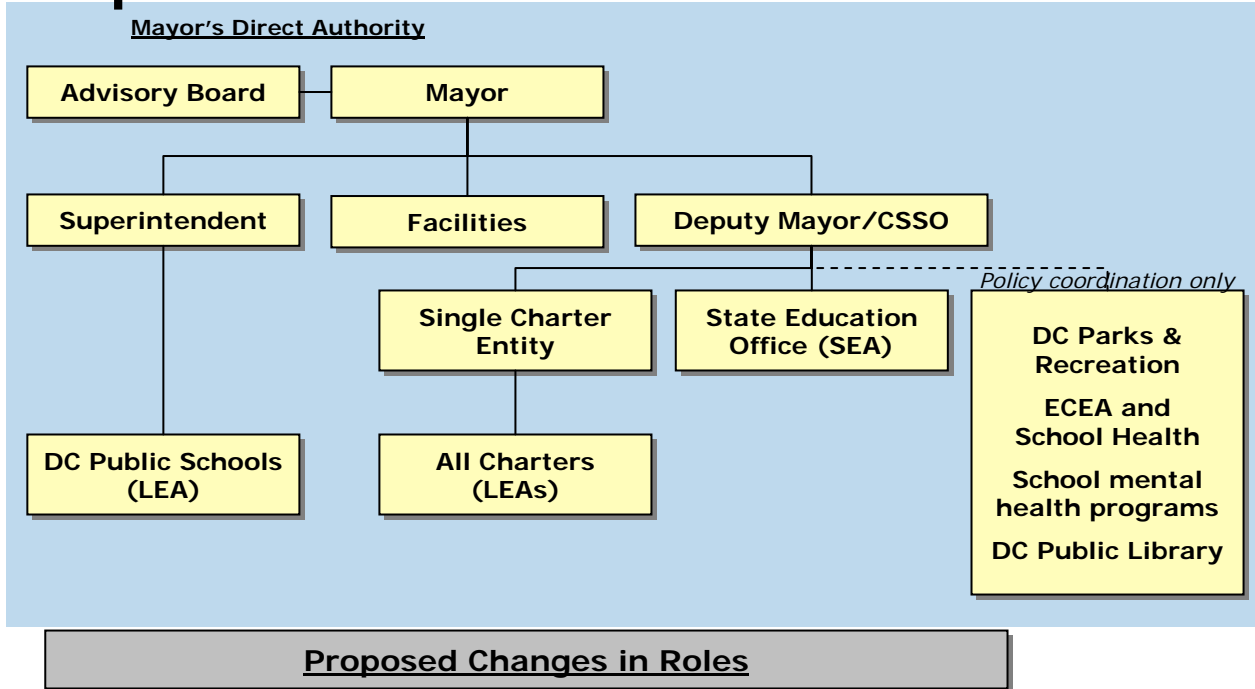 Mayor's Direct Authority
Advisory Board
Mayor
Superintendent
Facilities
Deputy Mayor/CSSO
Policy coordination only
Single Charter
Entity
State Education
Office (SEA)
DC Parks &
Recreation
ECEA and
School Health
School mental
health programs
DC Public Library
DC Public Schools
(LEA)
All Charters
(LEAs)
Proposed Changes in Roles